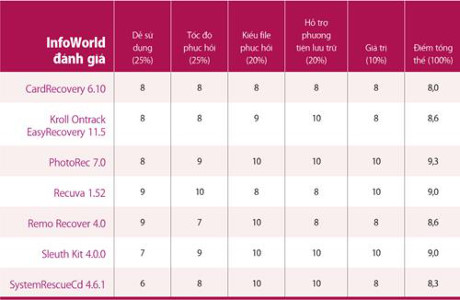 InfoWorld đánh giá | Dễ sử dụng (25%) | Tốc độ phục hồi (25%) | Kiểu file phục hồi (20%) | Hỗ trợ phương tiện lưu trữ (20%) | Giá trị (10%) | Điểm tổng thể (100%)
CardRecovery 6.10 | 8 | 8 | 8 | 8 | 8 | 8,0
Kroll Ontrack EasyRecovery 11.5 | 8 | 8 | 9 | 10 | 8 | 8,6
PhotoRec 7.0 | 8 | 9 | 10 | 10 | 10 | 9,3
Recuva 1.52 | 9 | 10 | 8 | 8 | 10 | 9,0
Remo Recover 4.0 | 9 | 7 | 10 | 8 | 8 | 8,6
Sleuth Kit 4.0.0 | 7 | 9 | 10 | 10 | 10 | 9,0
SystemRescueCd 4.6.1 | 6 | 8 | 10 | 10 | 8 | 8,3